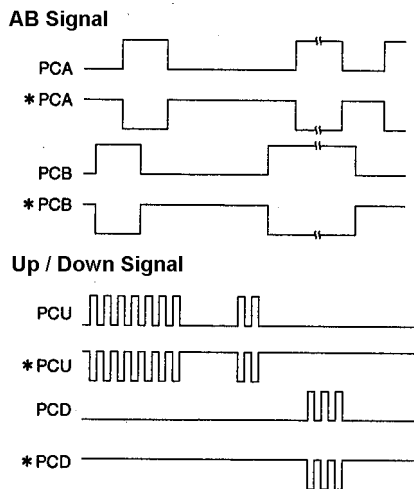 AB Signal
PCA
*PCA
PCB
*PCB
Up / Down Signal
PCU
*PCU
PCD
*PCD